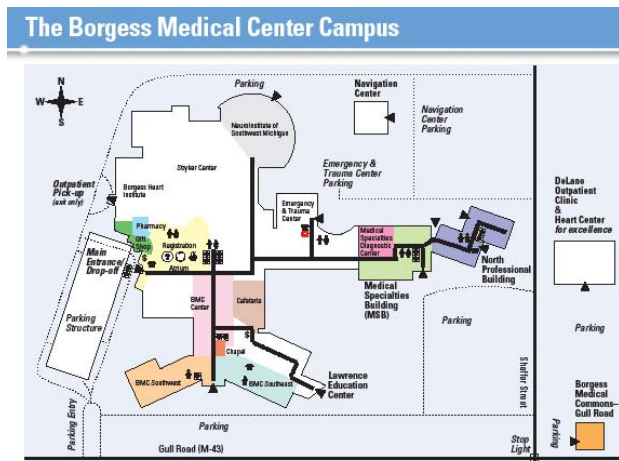 The Borgess Medical Center Campus
N
W
E
S
Parking
Navigation
Center
Neuroinstitute of
Southwest Michigan
Navigation
Center
Parking
Stryker Center
Emergency &
Trauma Center
Parking
Outpatient
Pick-up
(exit only)
Borgess Heart
Institute
Emergency
& Trauma
Center
DeLano
Outpatient
Clinic
&
Heart Center
for excellence
Pharmacy
Gift
Shop
Registration
Medical
Specialties
Diagnostic
Center
Main
Entrance/
Drop-off
$
?
Atrium
North
Professional
Building
Medical
Specialties
Building
(MSB)
BMC
Center
Cafeteria
Parking
Structure
Parking
Parking
$
Chapel
Shaffer Street
BMC Southwest
BMC Southeast
Lawrence
Education
Center
Borgess
Medical
Commons–
Gull Road
Parking Entry
Parking
Parking
Gull Road (M-43)
Stop
Light